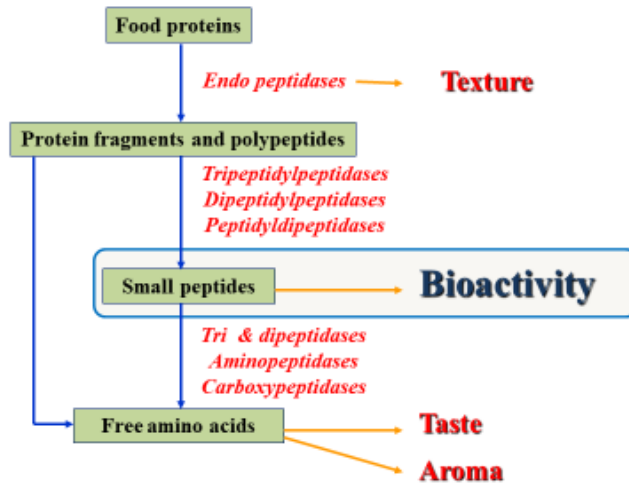 Food proteins
Endo peptidases
Texture
Protein fragments and polypeptides
Tripeptidylpeptidases
Dipeptidylpeptidases
Peptidyldipeptidases
Small peptides
Bioactivity
Tri & dipeptidases
Aminopeptidases
Carboxypeptidases
Free amino acids
Taste
Aroma